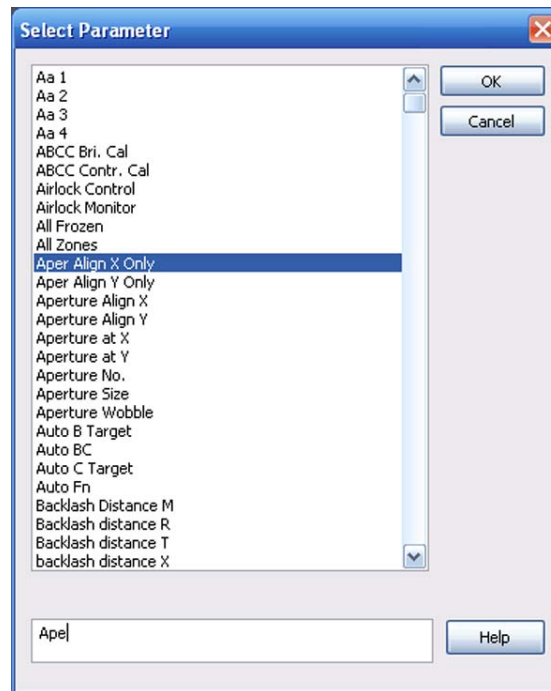 Select Parameter
Aa 1
Aa 2
Aa 3
Aa 4
ABCC Bri. Cal
ABCC Contr. Cal
Airlock Control
Airlock Monitor
All Frozen
All Zones
Aper Align X Only
Aper Align Y Only
Aperture Align X
Aperture Align Y
Aperture at X
Aperture at Y
Aperture No.
Aperture Size
Aperture Wobble
Auto B Target
Auto BC
Auto C Target
Auto Fn
Backlash Distance M
Backlash distance R
Backlash distance T
backlash distance X
OK
Cancel
Ape
Help